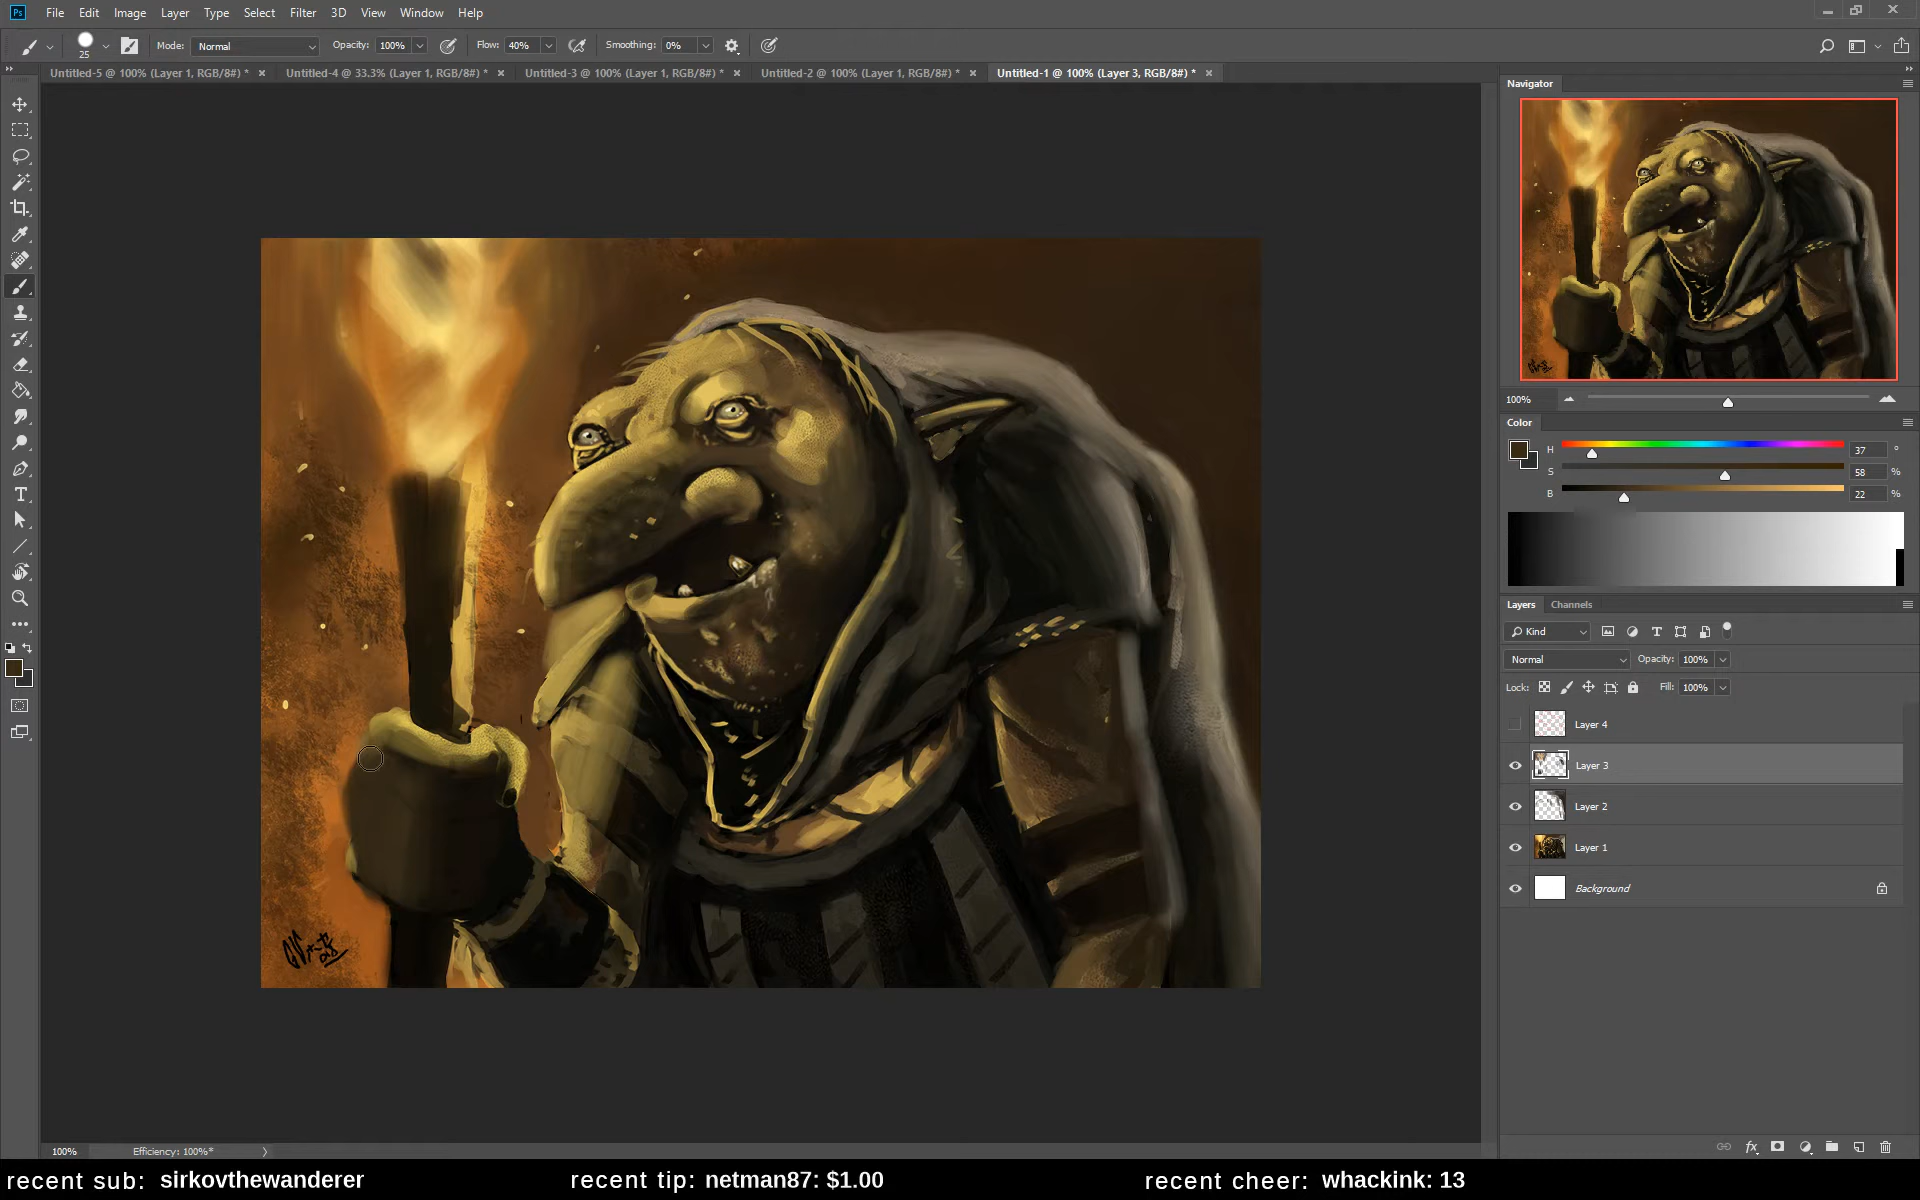 Ps File Edit Image Layer Type Select Filter 3D View Window Help
25 Mode: Normal Opacity: 100% Flow: 40% Smoothing: 0%
Untitled-5 @ 100% (Layer 1, RGB/8#) * Untitled-4 @ 33.3% (Layer 1, RGB/8#) * Untitled-3 @ 100% (Layer 1, RGB/8#) * Untitled-2 @ 100% (Layer 1, RGB/8#) * Untitled-1 @ 100% (Layer 3, RGB/8#) *
Navigator
100%
Color
H 37 °
S 58 %
B 22 %
Layers Channels
Kind
Normal Opacity: 100%
Lock: Fill: 100%
Layer 4
Layer 3
Layer 2
Layer 1
Background
100% Efficiency: 100%*
recent sub: sirkovthewanderer recent tip: netman87: $1.00 recent cheer: whackink: 13